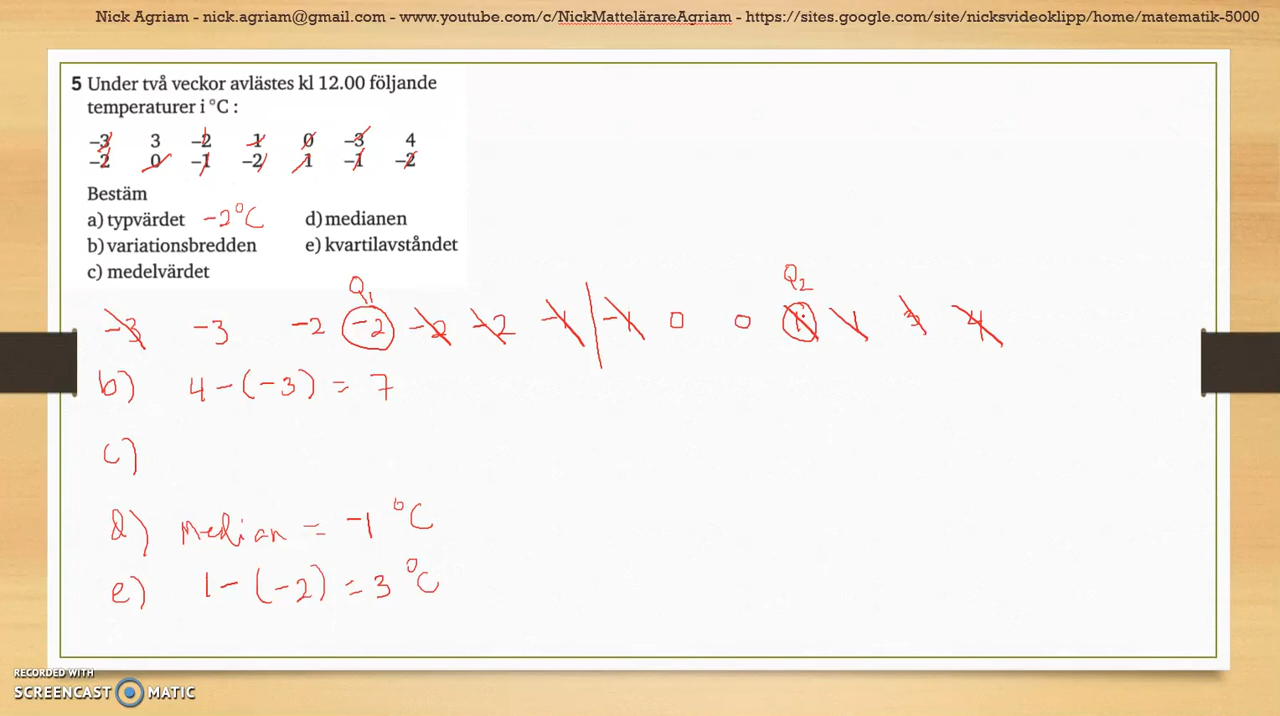 Nick Agriam - nick.agriam@gmail.com - www.youtube.com/c/NickMattelärareAgriam - https://sites.google.com/site/nicksvideoklipp/home/matematik-5000
5 Under två veckor avlästes kl 12.00 följande
temperaturer i °C :
–3 3 –2 1 0 –3 4
–2 0 –1 –2 1 –1 –2
Bestäm
a) typvärdet -2°C d) medianen
b) variationsbredden e) kvartilavståndet
c) medelvärdet
Q1 Q2
-3 -3 -2 -2 -2 -2 -1 -1 0 0 1 1 3 4
b) 4-(-3) = 7
c)
d) Median = -1 °C
e) 1-(-2) = 3 °C
RECORDED WITH
SCREENCAST MATIC